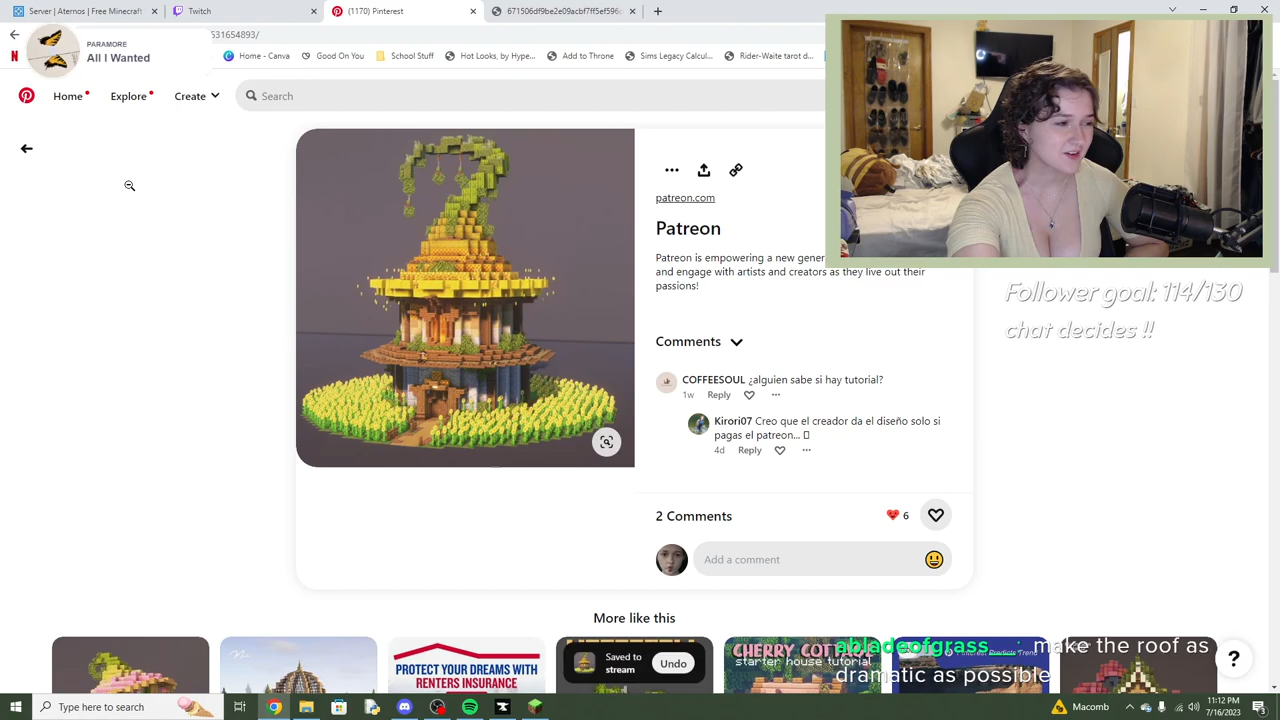 Server | Aternos | Free Minec
Twitch
(1170) Pinterest
671506df9be2e09acbf7ff5ef596c
531654893/
PARAMORE
All I Wanted
Home - Canva
Good On You
School Stuff
Hot Looks, by Hype...
Add to Throne
Sims Legacy Calcul...
Rider-Waite tarot d...
Home
Explore
Create
Search
patreon.com
Patreon
Patreon is empowering a new gener
and engage with artists and creators as they live out their
passions!
Comments
COFFEESOUL ¿alguien sabe si hay tutorial?
1w Reply
Kirori07 Creo que el creador da el diseño solo si
pagas el patreon...
4d Reply
2 Comments
6
Add a comment
Follower goal: 114/130
chat decides !!
More like this
PROTECT YOUR DREAMS WITH
RENTERS INSURANCE
Saved to
stream
Undo
CHERRY COTTAGE
starter house tutorial
abladeofgrass__ : make the roof as
dramatic as possible
?
Type here to search
Macomb
11:12 PM
7/16/2023
3